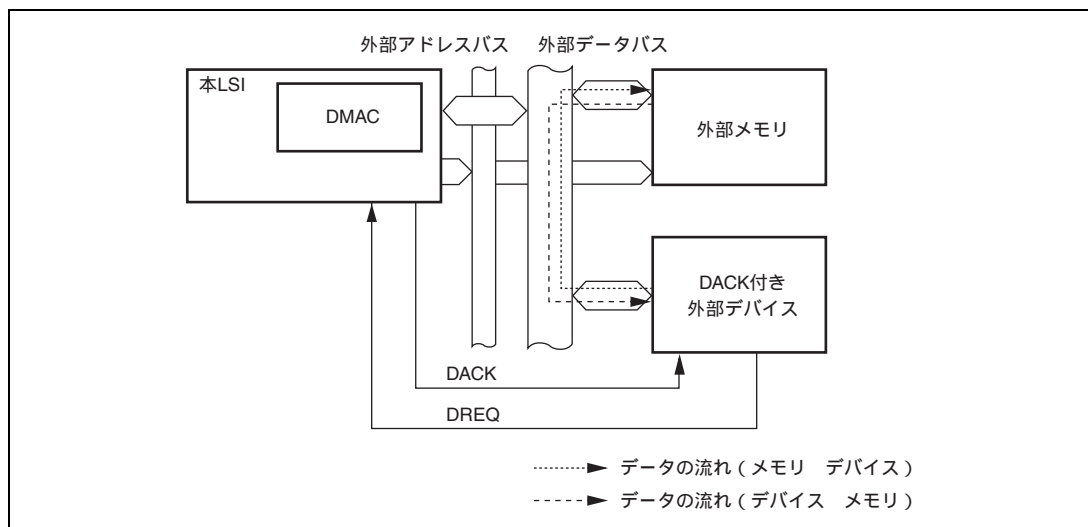 外部アドレスバス 外部データバス
本LSI
DMAC
外部メモリ
DACK付き
外部デバイス
DACK
DREQ
データの流れ(メモリ デバイス)
データの流れ(デバイス メモリ)